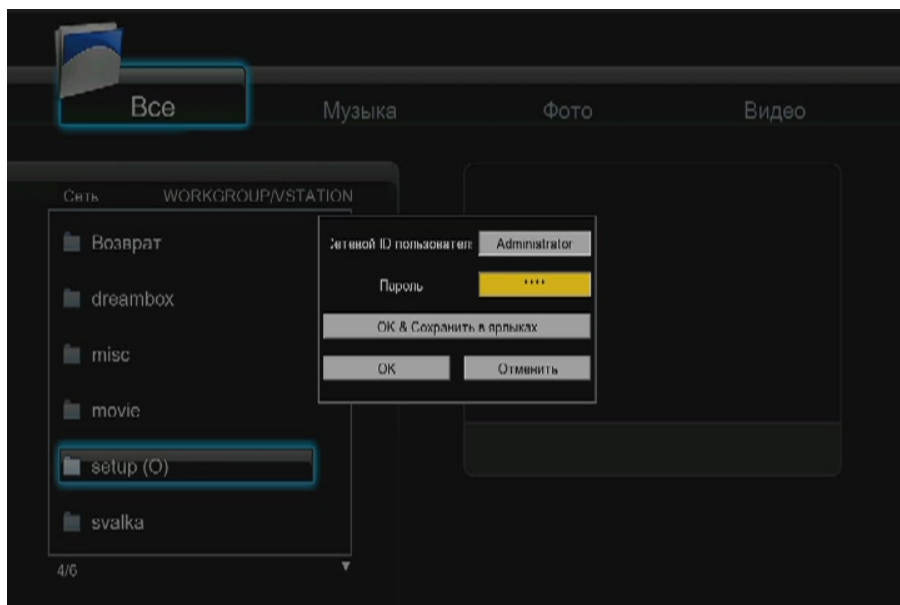 Все
Музыка
Фото
Видео
Сеть WORKGROUP/VSTATION
Возврат
dreambox
misc
movie
setup (O)
svalka
4/6
Сетевой ID пользовател
Administrator
Пароль
****
OK & Сохранить в ярлыках
OK
Отменить